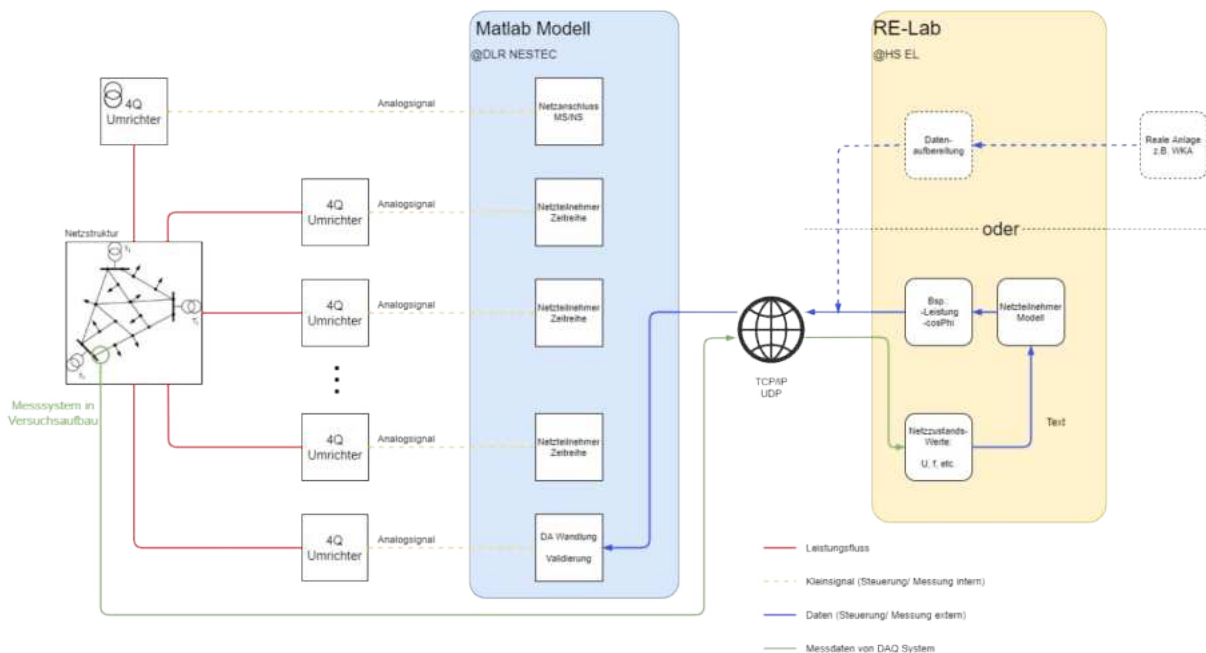 Matlab Modell
@DLR NESTEC
RE-Lab
@HS EL
4Q
Umrichter
Analogsignal
Netzanschluss
MS/NS
Daten-
aufbereitung
Reale Anlage
z.B. WKA
4Q
Umrichter
Analogsignal
Netzteilnehmer
Zeitreihe
oder
Netzstruktur
4Q
Umrichter
Analogsignal
Netzteilnehmer
Zeitreihe
Bsp.:
-Leistung
-cosPhi
Netzteilnehmer
Modell
TCP/IP
UDP
Messsystem in
Versuchsaufbau
4Q
Umrichter
Analogsignal
Netzteilnehmer
Zeitreihe
Netzzustands-
Werte:
U, f, etc.
Text
4Q
Umrichter
Analogsignal
DA Wandlung
Validierung
Leistungsfluss
Kleinsignal (Steuerung/ Messung intern)
Daten (Steuerung/ Messung extern)
Messdaten von DAQ System